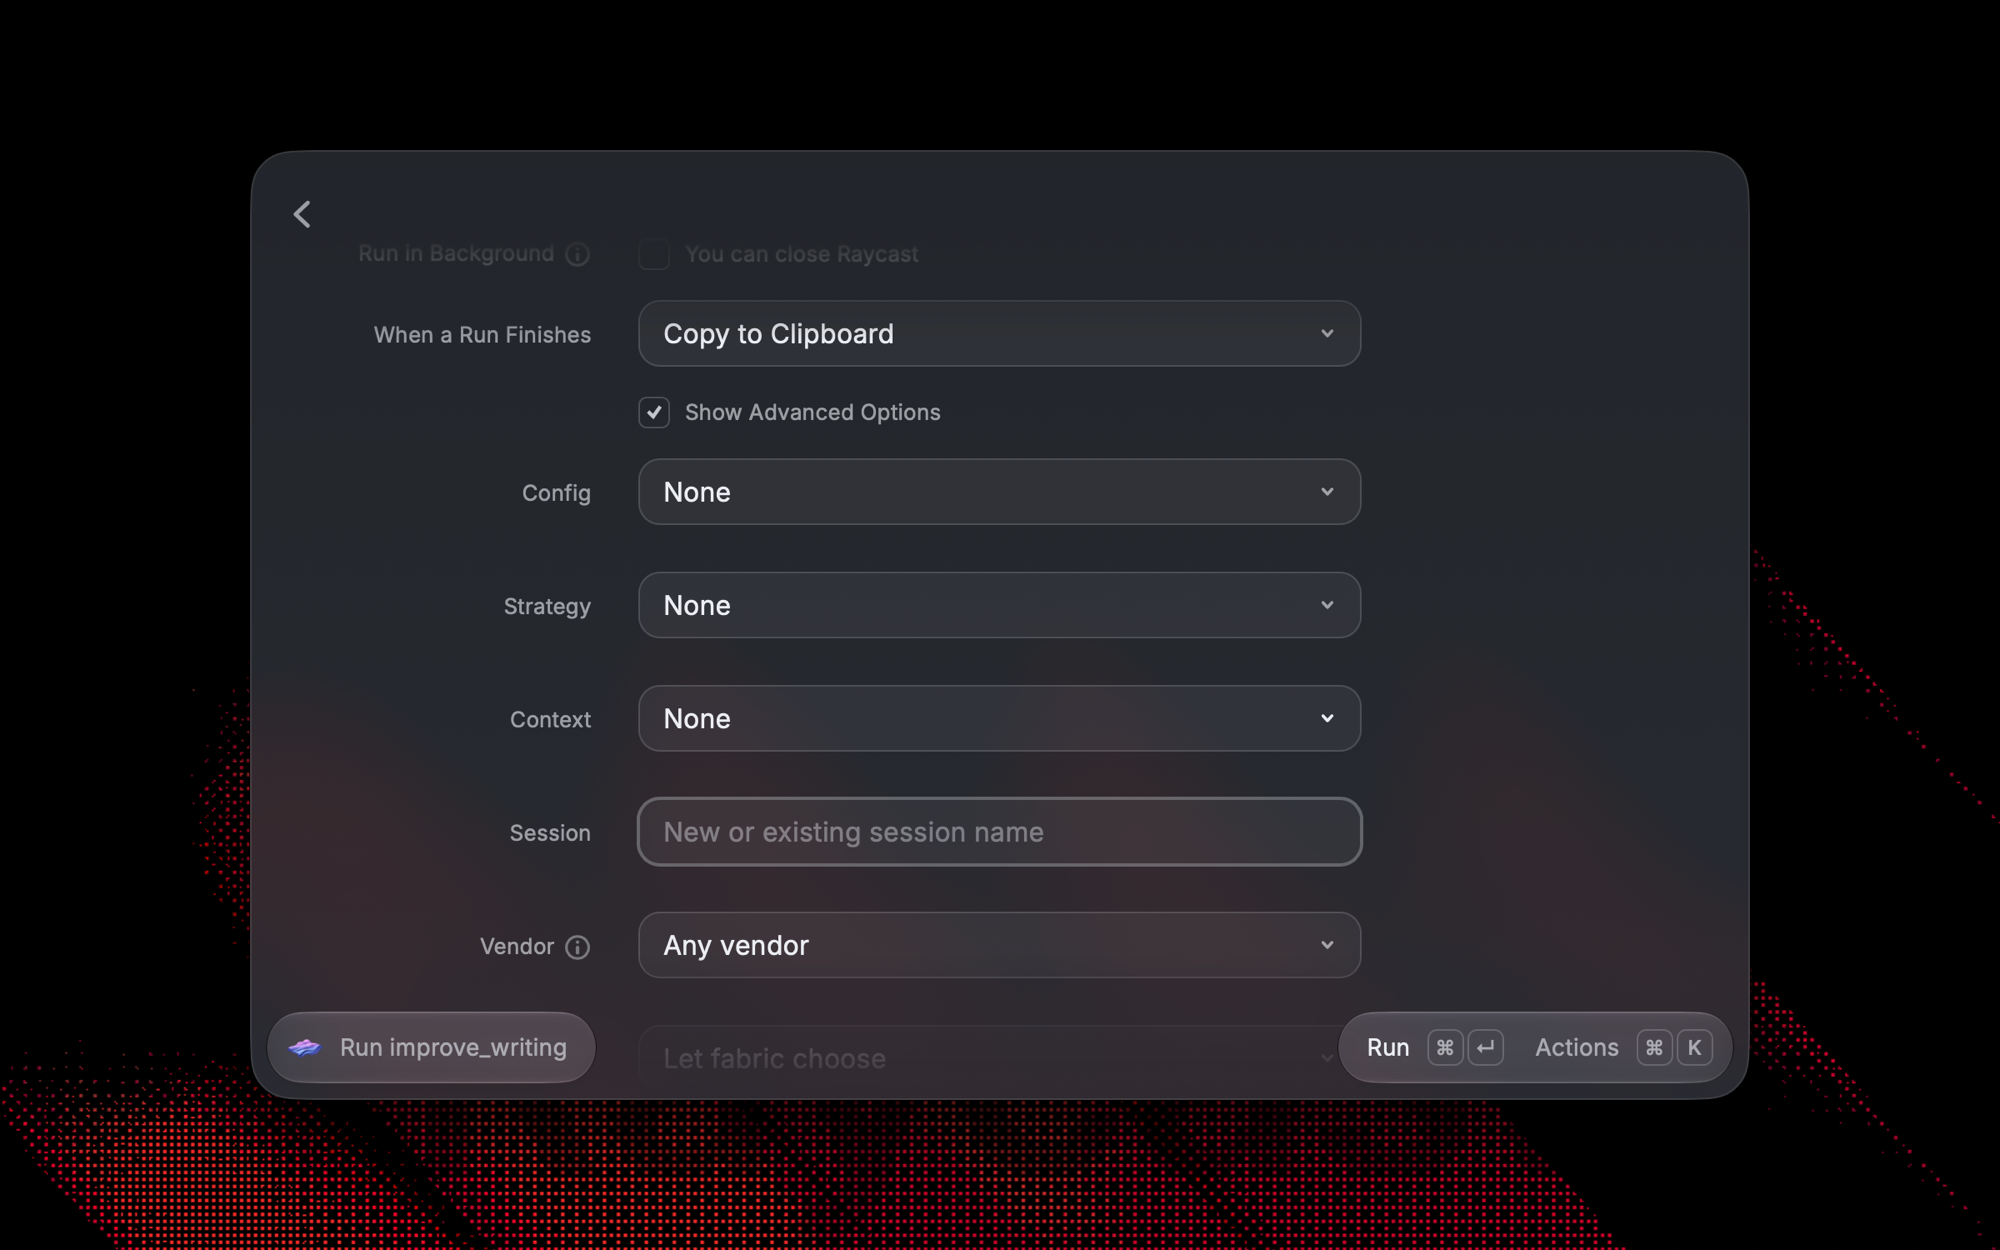 Run in Background
You can close Raycast
When a Run Finishes
Copy to Clipboard
Show Advanced Options
Config
None
Strategy
None
Context
None
Session
New or existing session name
Vendor
Any vendor
Let fabric choose
Run improve_writing
Run ⌘ ↵ Actions ⌘ K